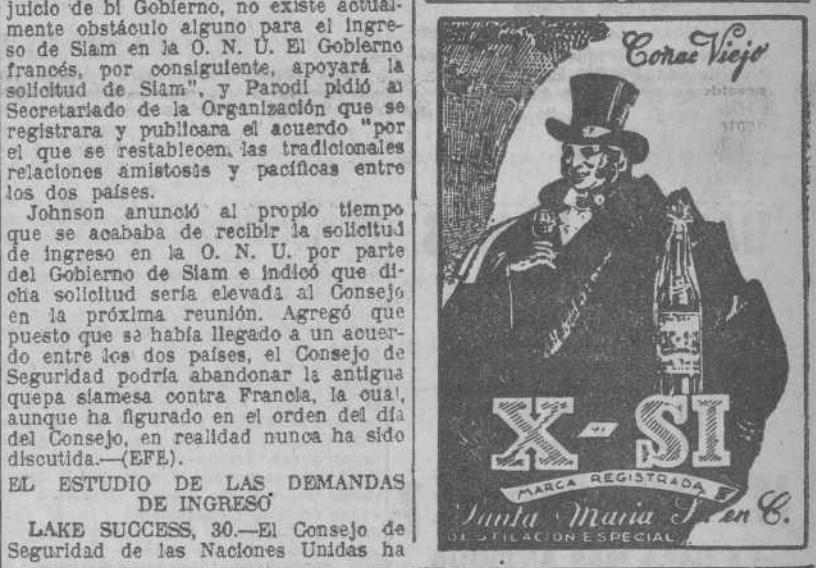 juicio de bi Gobierno, no existe actual-
mente obstáculo alguno para el ingre-
so de Siam en la O. N. U. El Gobierno
francés, por consiguiente, apoyará la
solicitud de Siam", y Parodi pidió al
Secretariado de la Organización que se
registrara y publicara el acuerdo "por
el que se restablecen, las tradicionales
relaciones amistosas y pacíficas entre
los dos países.
Johnson anunció al propio tiempo
que se acababa de recibir la solicitud
de ingreso en la O. N. U. por parte
del Gobierno de Siam e indicó que di-
cha solicitud sería elevada al Consejo
en la próxima reunión. Agregó que
puesto que se había llegado a un acuer-
do entre los dos países, el Consejo de
Seguridad podría abandonar la antigua
quepa siamesa contra Francia, la cual,
aunque ha figurado en el orden del día
del Consejo, en realidad nunca ha sido
discutida.—(EFE).
EL ESTUDIO DE LAS DEMANDAS
DE INGRESO
LAKE SUCCESS, 30.—El Consejo de
Seguridad de las Naciones Unidas ha
Coñac Viejo
X-SI
X-SI
MARCA REGISTRADA
Santa María en C.
DESTILACION ESPECIAL